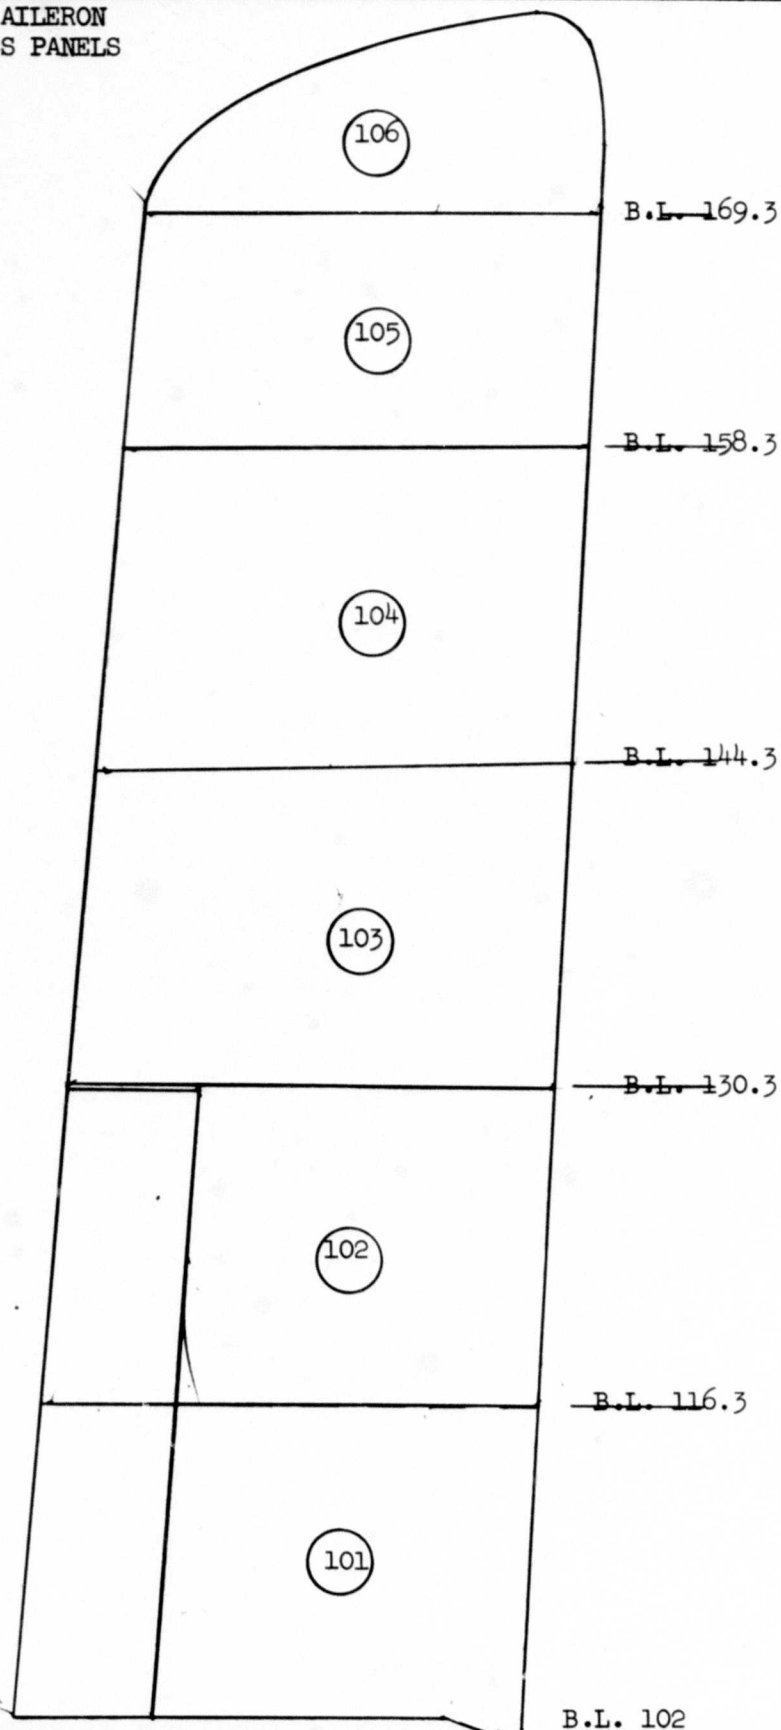 AILERON
S PANELS
106
B.L. 169.3
105
B.L. 158.3
104
B.L. 144.3
103
B.L. 130.3
102
B.L. 116.3
101
B.L. 102